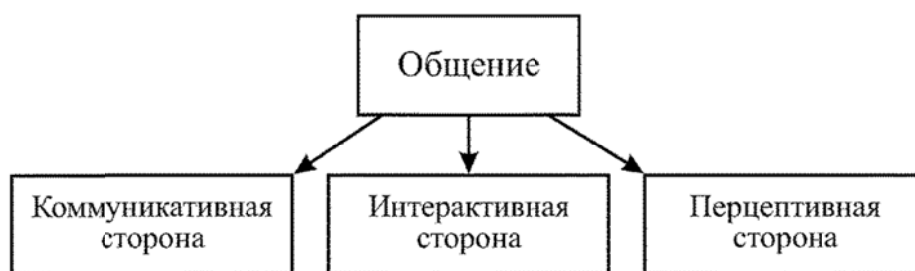 Общение
Коммуникативная
сторона
Интерактивная
сторона
Перцептивная
сторона